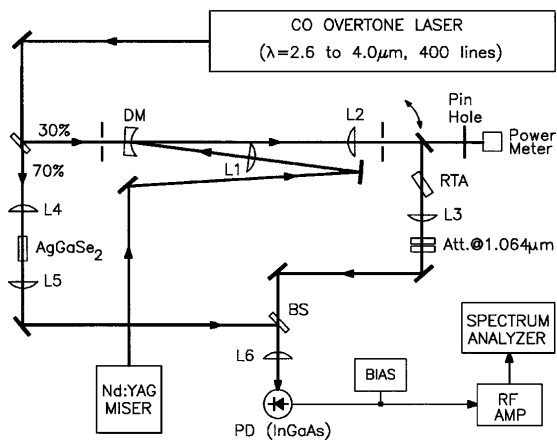 CO OVERTONE LASER
(λ=2.6 to 4.0μm, 400 lines)
DM
L2
Pin
Hole
Power
Meter
30%
70%
L1
RTA
L4
L3
AgGaSe2
Att.@1.064μm
L5
BS
L6
SPECTRUM
ANALYZER
Nd:YAG
MISER
BIAS
RF
AMP
PD (InGaAs)